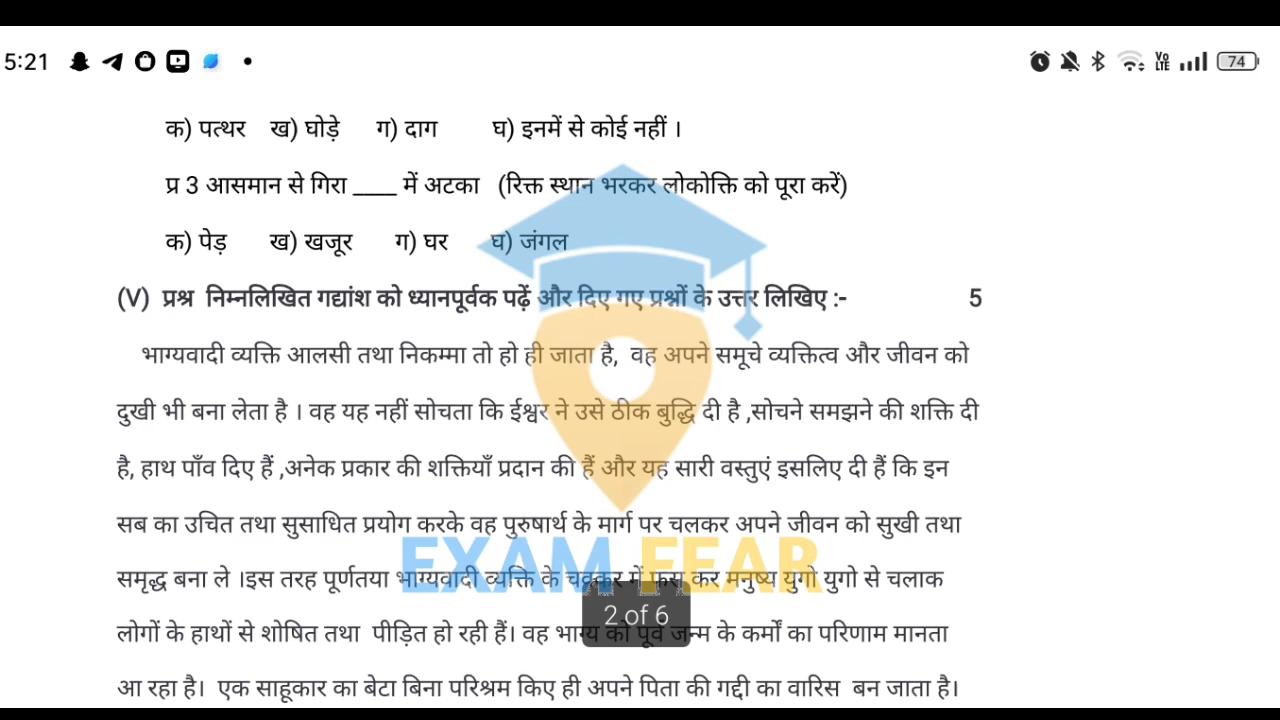 5:21
VoLTE
74
क) पत्थर ख) घोड़े ग) दाग घ) इनमें से कोई नहीं ।
प्र 3 आसमान से गिरा ____ में अटका (रिक्त स्थान भरकर लोकोक्ति को पूरा करें)
क) पेड़ ख) खजूर ग) घर घ) जंगल
(V) प्रश्न निम्नलिखित गद्यांश को ध्यानपूर्वक पढ़ें और दिए गए प्रश्नों के उत्तर लिखिए :- 5
भाग्यवादी व्यक्ति आलसी तथा निकम्मा तो हो ही जाता है, वह अपने समूचे व्यक्तित्व और जीवन को
दुखी भी बना लेता है । वह यह नहीं सोचता कि ईश्वर ने उसे ठीक बुद्धि दी है ,सोचने समझने की शक्ति दी
है, हाथ पाँव दिए हैं ,अनेक प्रकार की शक्तियाँ प्रदान की हैं और यह सारी वस्तुएं इसलिए दी हैं कि इन
सब का उचित तथा सुसाधित प्रयोग करके वह पुरुषार्थ के मार्ग पर चलकर अपने जीवन को सुखी तथा
समृद्ध बना ले ।इस तरह पूर्णतया भाग्यवादी व्यक्ति के चक्कर में फस कर मनुष्य युगो युगो से चलाक
EXAM FEAR
2 of 6
लोगों के हाथों से शोषित तथा पीड़ित हो रही हैं। वह भाग्य को पूर्व जन्म के कर्मों का परिणाम मानता
आ रहा है। एक साहूकार का बेटा बिना परिश्रम किए ही अपने पिता की गद्दी का वारिस बन जाता है।